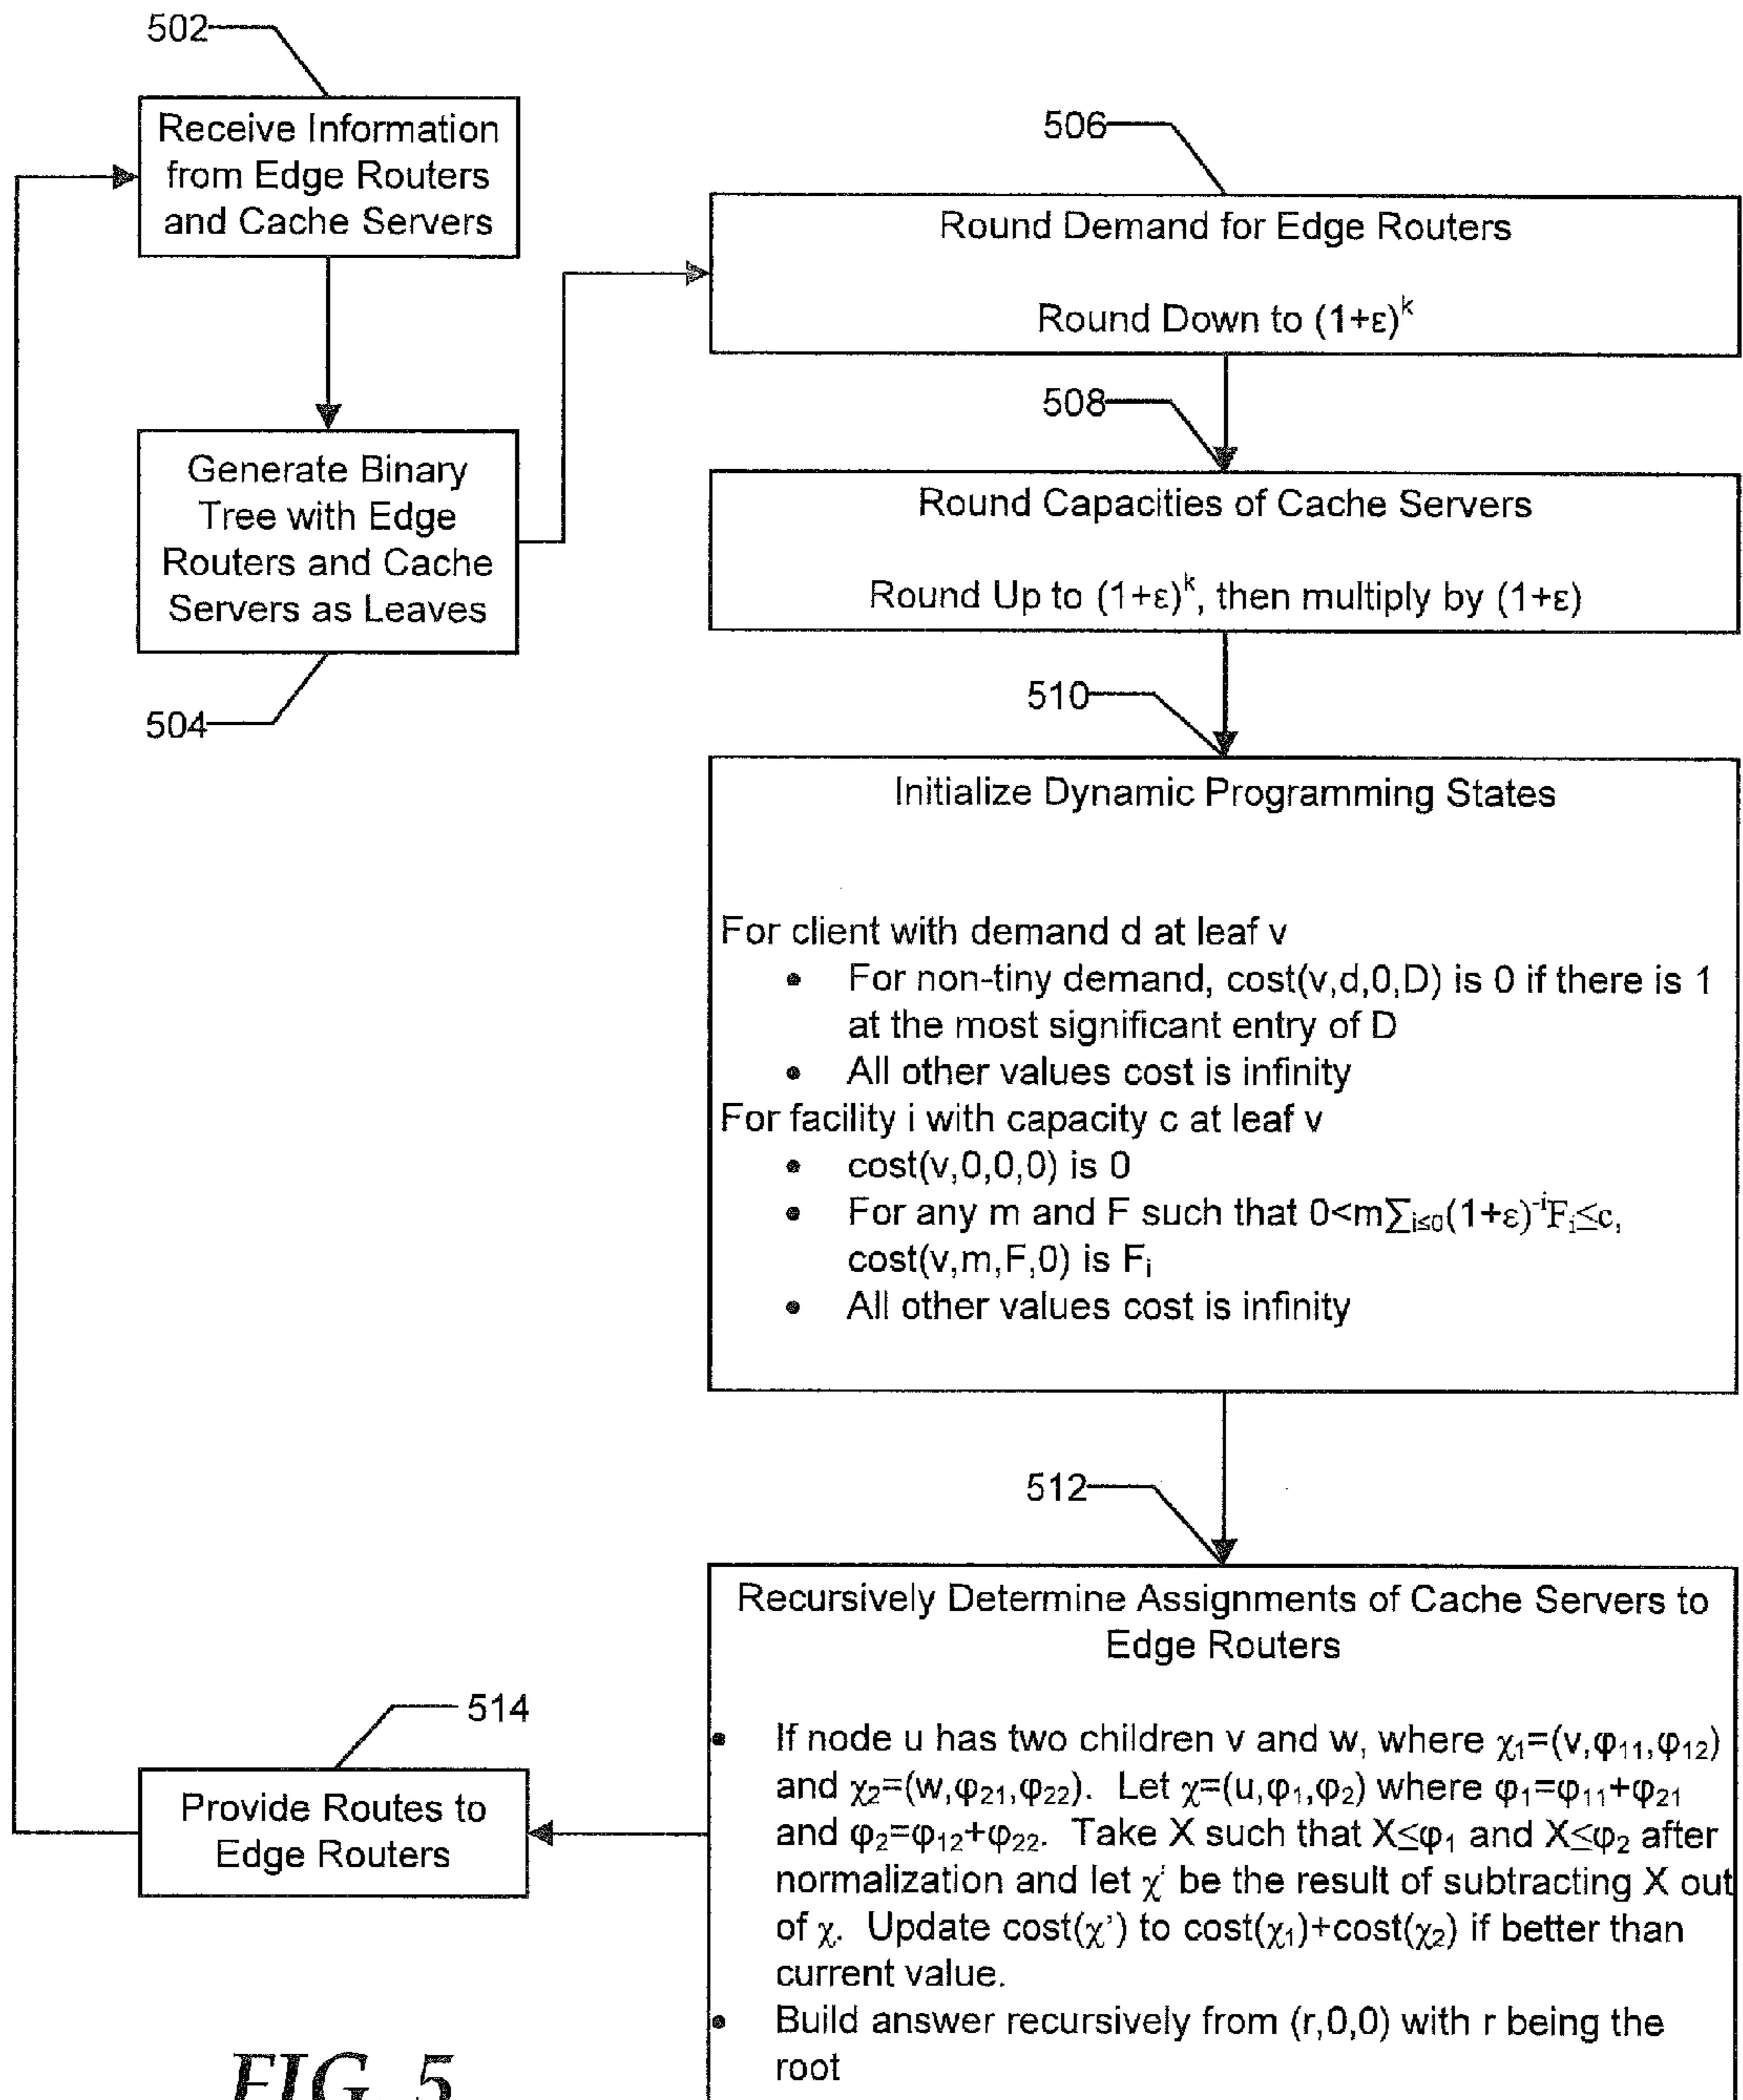 502
Receive Information
from Edge Routers
and Cache Servers
Generate Binary
Tree with Edge
Routers and Cache
Servers as Leaves
504
506
Round Demand for Edge Routers
Round Down to (1+ε)^k
508
Round Capacities of Cache Servers
Round Up to (1+ε)^k, then multiply by (1+ε)
510
Initialize Dynamic Programming States
For client with demand d at leaf v
• For non-tiny demand, cost(v,d,0,D) is 0 if there is 1
at the most significant entry of D
• All other values cost is infinity
For facility i with capacity c at leaf v
• cost(v,0,0,0) is 0
• For any m and F such that 0<m∑_{i≤0}(1+ε)^{-i}F_i≤c,
cost(v,m,F,0) is F_i
• All other values cost is infinity
512
Recursively Determine Assignments of Cache Servers to
Edge Routers
• If node u has two children v and w, where χ₁=(v,φ₁₁,φ₁₂)
and χ₂=(w,φ₂₁,φ₂₂). Let χ=(u,φ₁,φ₂) where φ₁=φ₁₁+φ₂₁
and φ₂=φ₁₂+φ₂₂. Take X such that X≤φ₁ and X≤φ₂ after
normalization and let χ' be the result of subtracting X out
of χ. Update cost(χ') to cost(χ₁)+cost(χ₂) if better than
current value.
• Build answer recursively from (r,0,0) with r being the
root
514
Provide Routes to
Edge Routers
FIG. 5